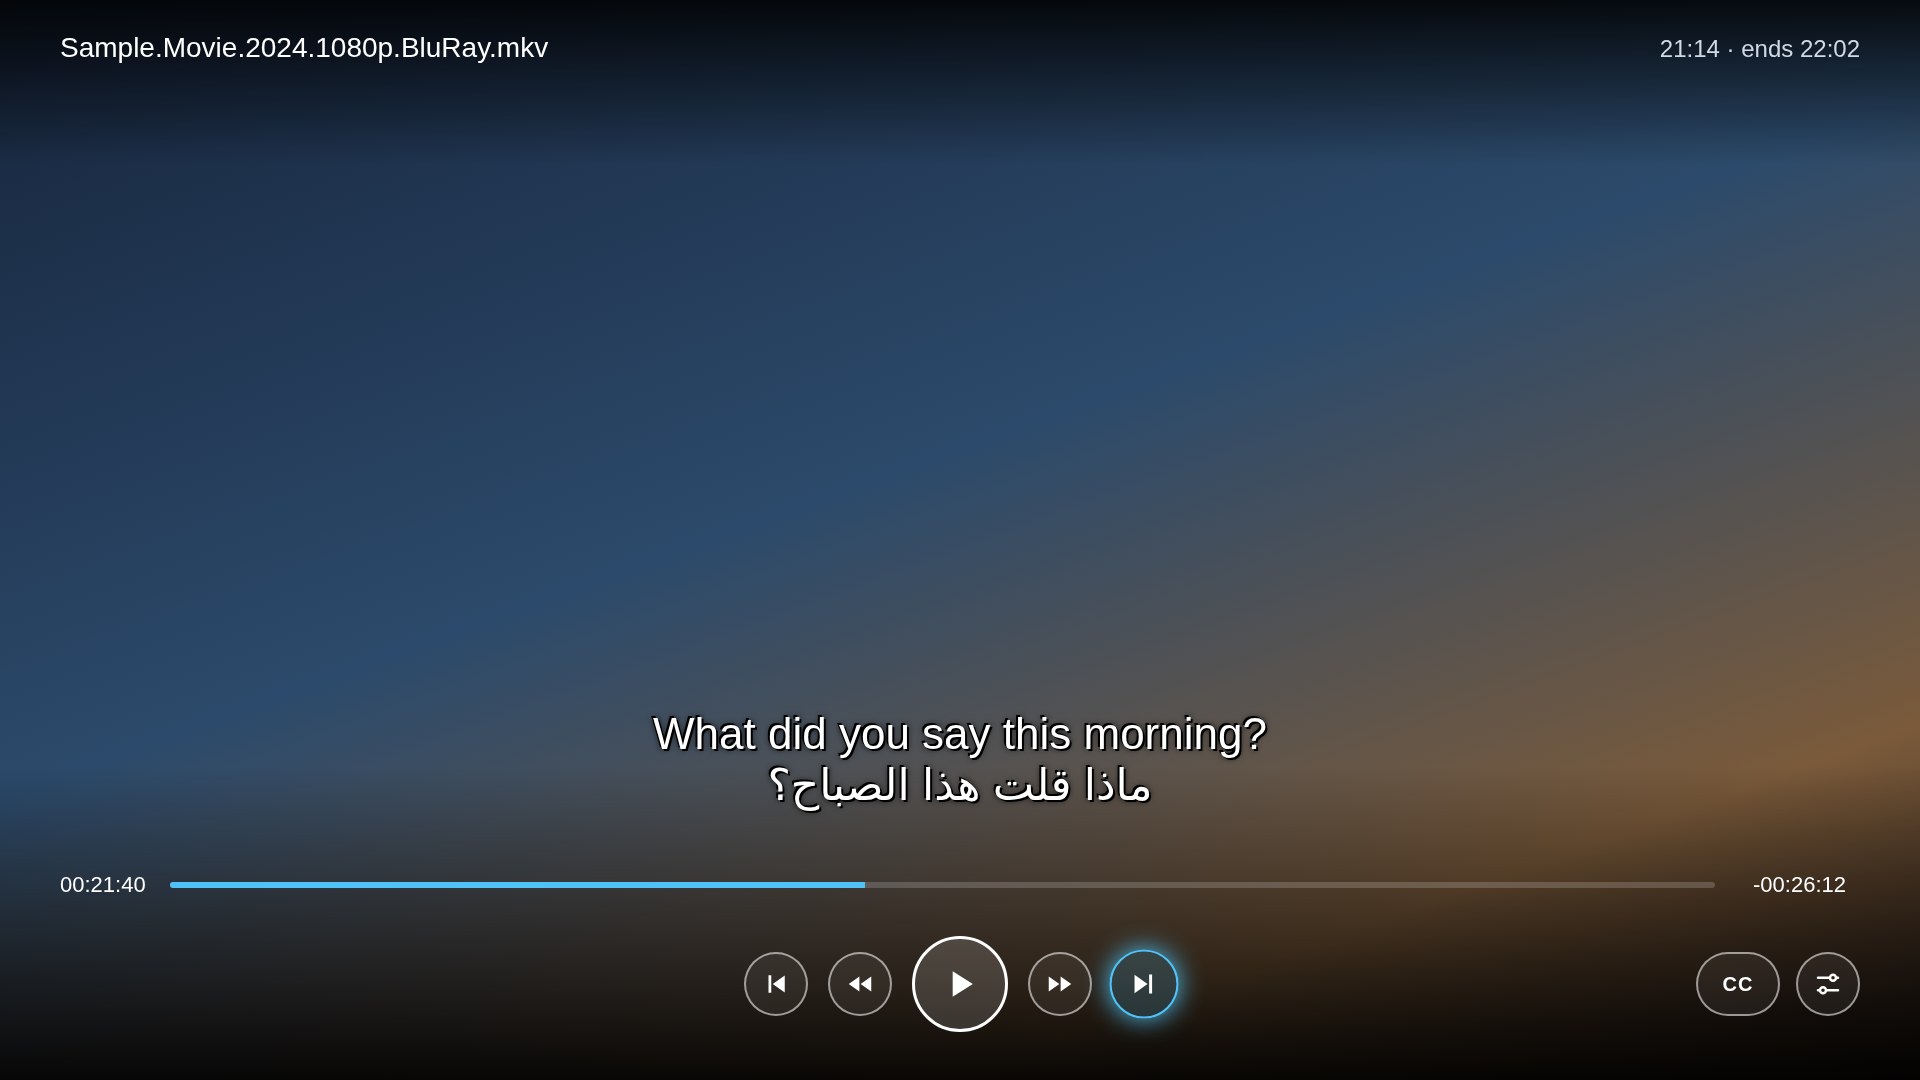 Sample.Movie.2024.1080p.BluRay.mkv
21:14 · ends 22:02
What did you say this morning?
ماذا قلت هذا الصباح؟
00:21:40
-00:26:12
CC